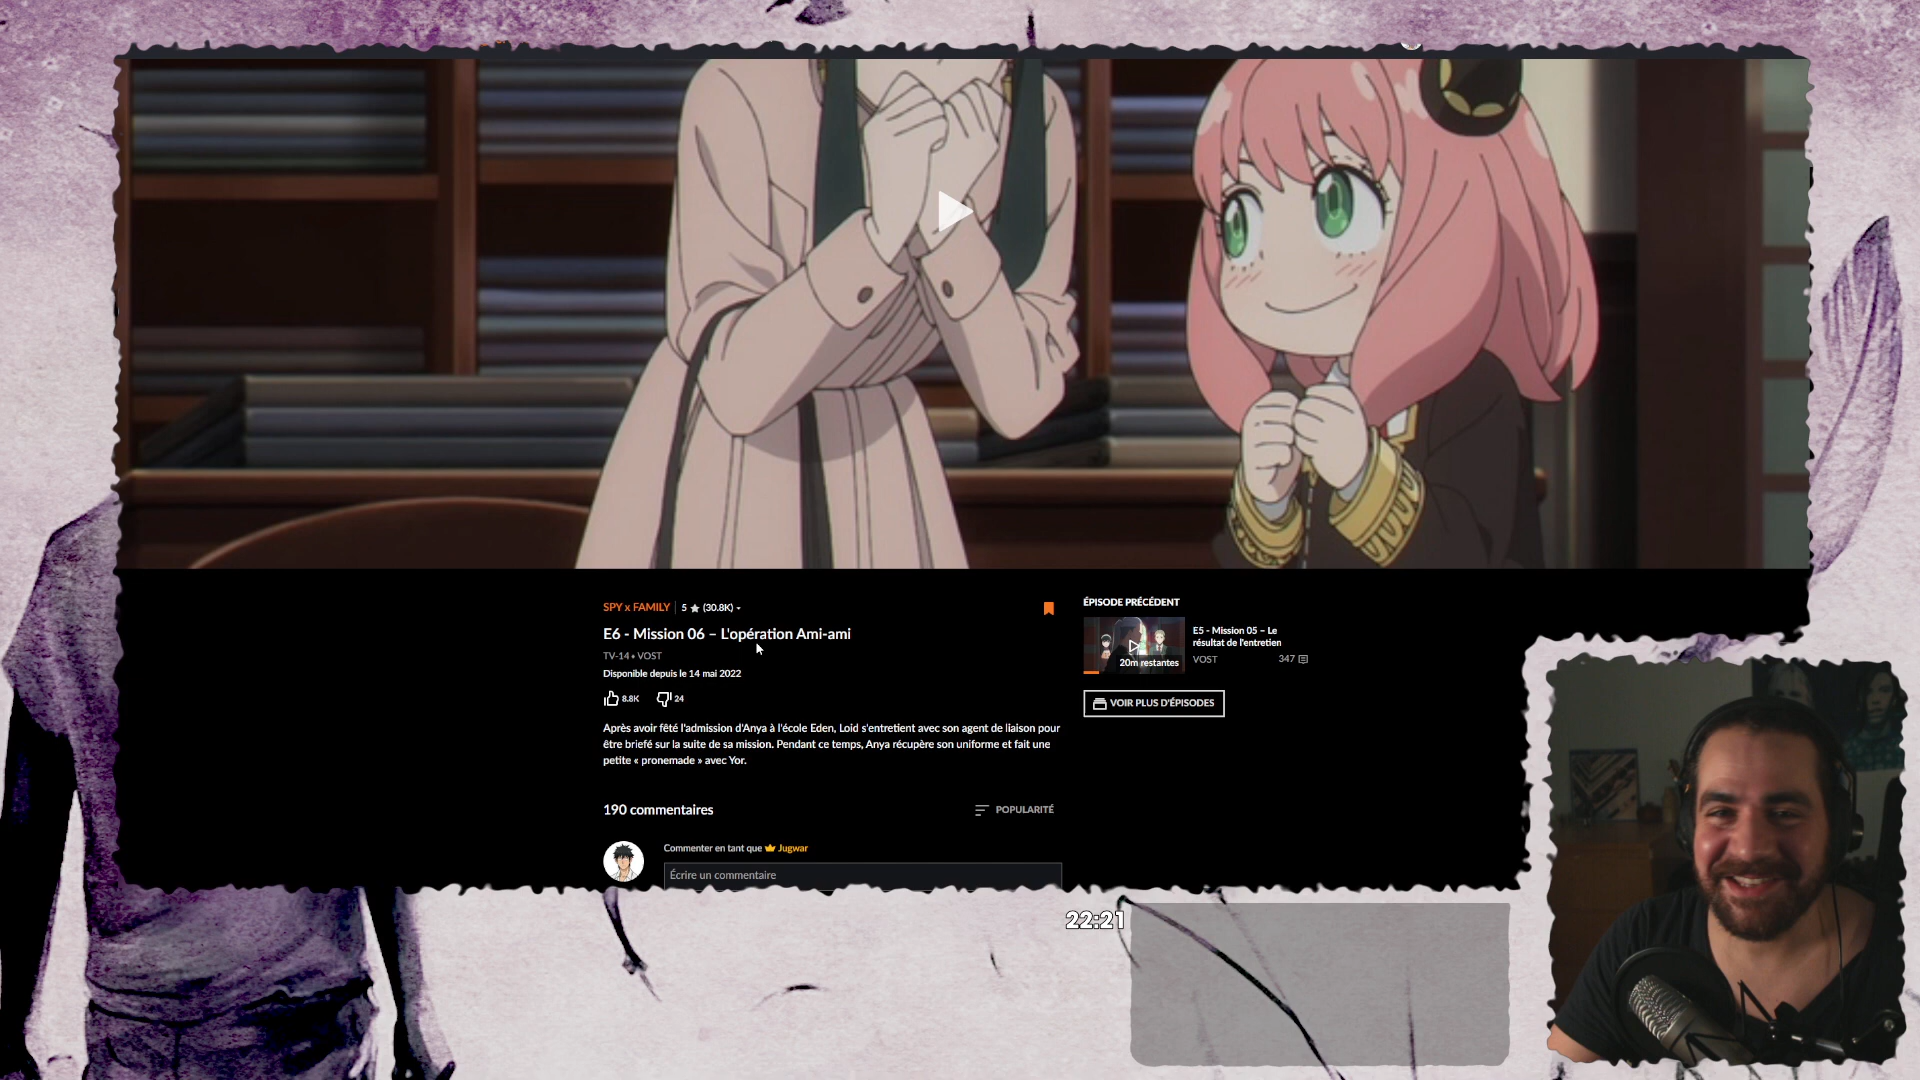 SPY x FAMILY | 5 ★ (30.8K)
E6 - Mission 06 – L'opération Ami-ami
TV-14 • VOST
Disponible depuis le 14 mai 2022
8.8K 24
Après avoir fêté l'admission d'Anya à l'école Eden, Loid s'entretient avec son agent de liaison pour
être briefé sur la suite de sa mission. Pendant ce temps, Anya récupère son uniforme et fait une
petite « pronemade » avec Yor.
190 commentaires
POPULARITÉ
Commenter en tant que Jugwar
Écrire un commentaire
ÉPISODE PRÉCÉDENT
20m restantes
E5 - Mission 05 – Le
résultat de l'entretien
VOST 347
VOIR PLUS D'ÉPISODES
22:21